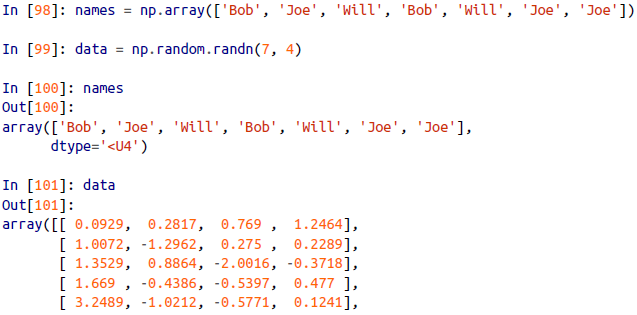 In [98]: names = np.array(['Bob', 'Joe', 'Will', 'Bob', 'Will', 'Joe', 'Joe'])
In [99]: data = np.random.randn(7, 4)
In [100]: names
Out[100]:
array(['Bob', 'Joe', 'Will', 'Bob', 'Will', 'Joe', 'Joe'],
      dtype='<U4')
In [101]: data
Out[101]:
array([[ 0.0929,  0.2817,  0.769 ,  1.2464],
       [ 1.0072, -1.2962,  0.275 ,  0.2289],
       [ 1.3529,  0.8864, -2.0016, -0.3718],
       [ 1.669 , -0.4386, -0.5397,  0.477 ],
       [ 3.2489, -1.0212, -0.5771,  0.1241],